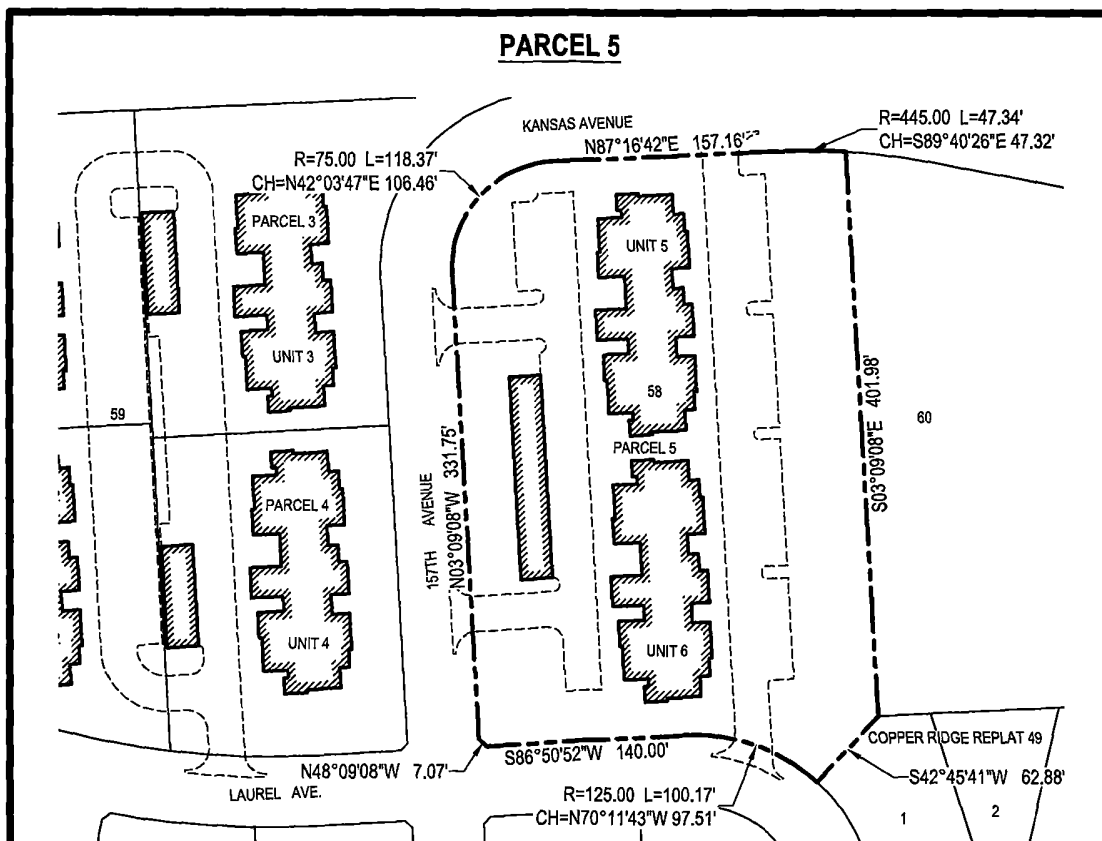 PARCEL 5
KANSAS AVENUE
N87°16'42"E 157.16'
R=445.00 L=47.34'
CH=S89°40'26"E 47.32'
R=75.00 L=118.37'
CH=N42°03'47"E 106.46'
PARCEL 3
UNIT 3
UNIT 5
58
59
60
PARCEL 5
157TH AVENUE
N03°09'08"W 331.75'
S03°09'08"E 401.98'
PARCEL 4
UNIT 4
UNIT 6
COPPER RIDGE REPLAT 49
S86°50'52"W 140.00'
N48°09'08"W 7.07'
S42°45'41"W 62.88'
LAUREL AVE.
R=125.00 L=100.17'
CH=N70°11'43"W 97.51'
1
2